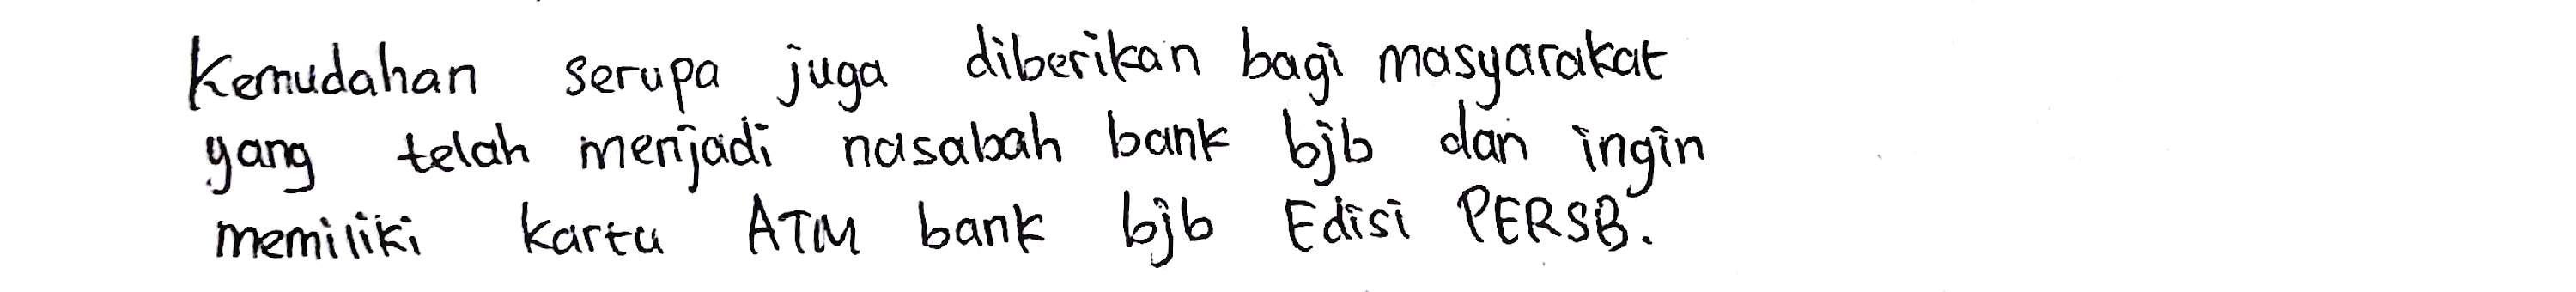 Kemudahan serupa juga diberikan bagi masyarakat
yang telah menjadi nasabah bank bjb dan ingin
memiliki kartu ATM bank bjb Edisi PERSB.